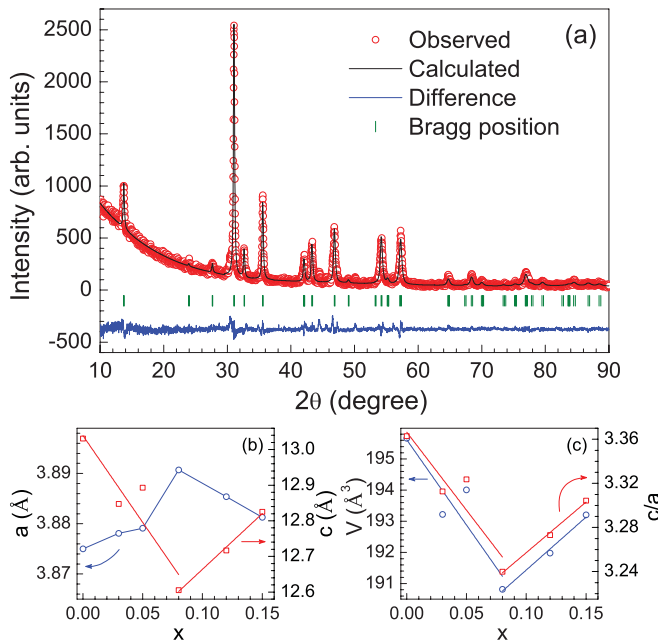 (a)
Observed
Calculated
Difference
Bragg position
Intensity (arb. units)
2500
2000
1500
1000
500
0
-500
10 20 30 40 50 60 70 80 90
2θ (degree)
(b)
a (Å)
3.89
3.88
3.87
c (Å)
13.0
12.9
12.8
12.7
12.6
0.00 0.05 0.10 0.15
x
(c)
V (Å³)
195
194
193
192
191
c/a
3.36
3.32
3.28
3.24
0.00 0.05 0.10 0.15
x